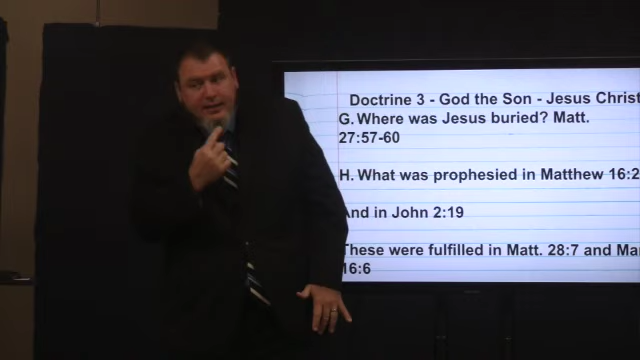 Doctrine 3 - God the Son - Jesus Christ
G. Where was Jesus buried? Matt.
27:57-60
H. What was prophesied in Matthew 16:2
And in John 2:19
These were fulfilled in Matt. 28:7 and Ma
16:6